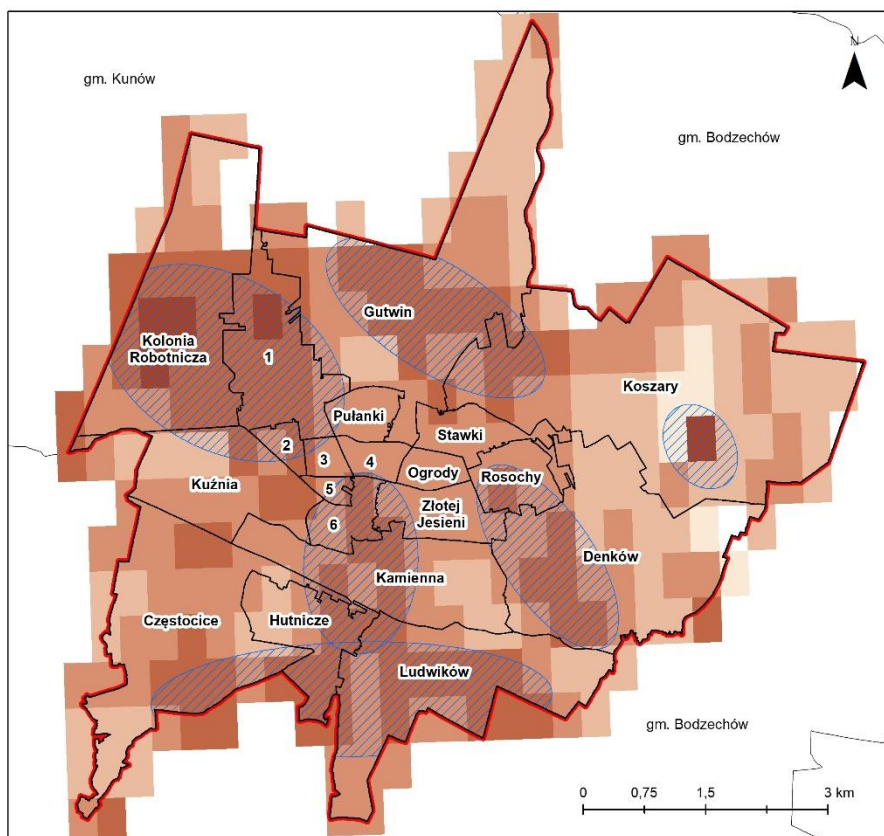 N
gm. Kunów
gm. Bodzechów
Gutwin
Kolonia
Robotnicza
1
Koszary
Pułanki
Stawki
2
3
4
Ogrody
Rosochy
Kuźnia
5
Złotej
Jesieni
6
Denków
Kamienna
Częstocice
Hutnicze
Ludwików
gm. Bodzechów
0
0,75
1,5
3 km